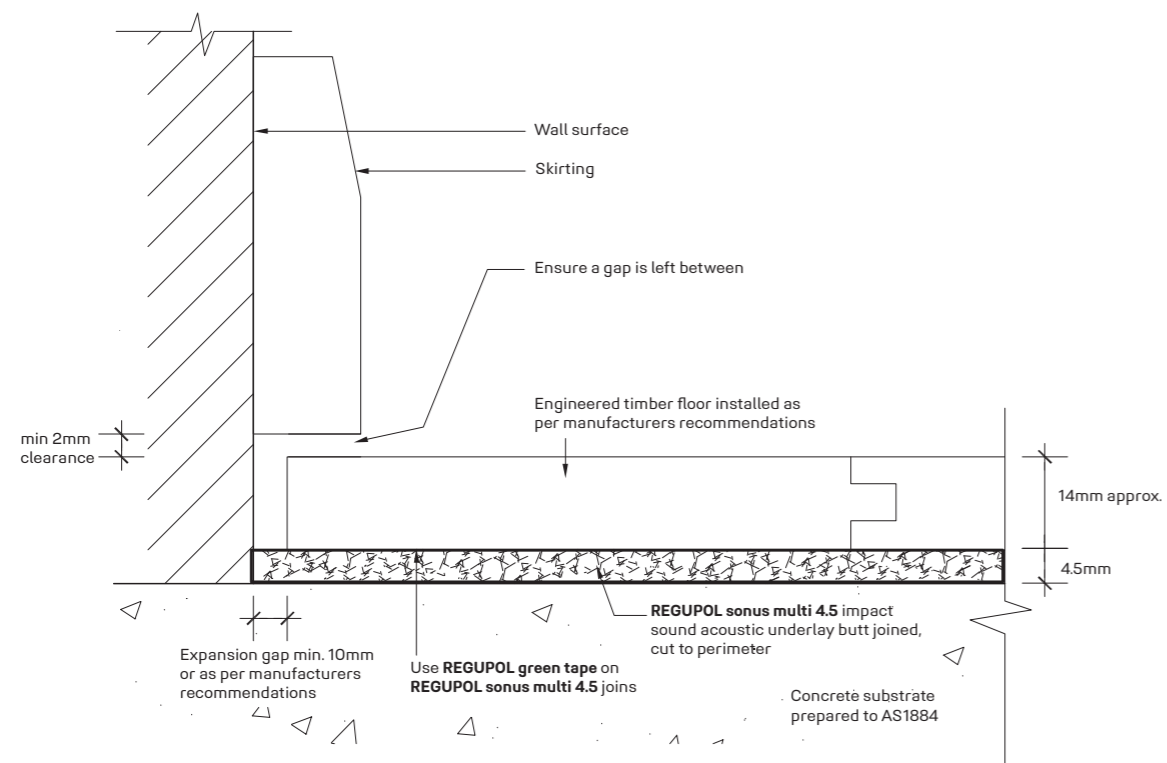 Wall surface
Skirting
Ensure a gap is left between
Engineered timber floor installed as
per manufacturers recommendations
min 2mm
clearance
14mm approx.
4.5mm
REGUPOL sonus multi 4.5 impact
sound acoustic underlay butt joined,
cut to perimeter
Expansion gap min. 10mm
or as per manufacturers
recommendations
Use REGUPOL green tape on
REGUPOL sonus multi 4.5 joins
Concrete substrate
prepared to AS1884